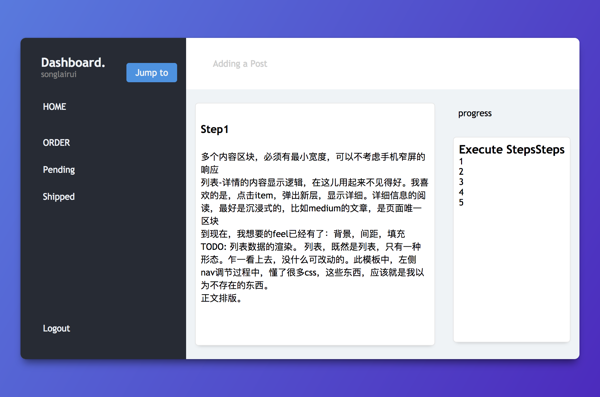 Dashboard.
songlairui
Jump to
HOME
ORDER
Pending
Shipped
Logout
Adding a Post
Step1
多个内容区块，必须有最小宽度，可以不考虑手机窄屏的
响应
列表-详情的内容显示逻辑，在这儿用起来不见得好。我喜
欢的是，点击item，弹出新层，显示详细。详细信息的阅
读，最好是沉浸式的，比如medium的文章，是页面唯一
区块
到现在，我想要的feel已经有了：背景，间距，填充
TODO: 列表数据的渲染。 列表，既然是列表，只有一种
形态。乍一看上去，没什么可改动的。此模板中，左侧
nav调节过程中，懂了很多css，这些东西，应该就是我以
为不存在的东西。
正文排版。
progress
Execute StepsSteps
1
2
3
4
5